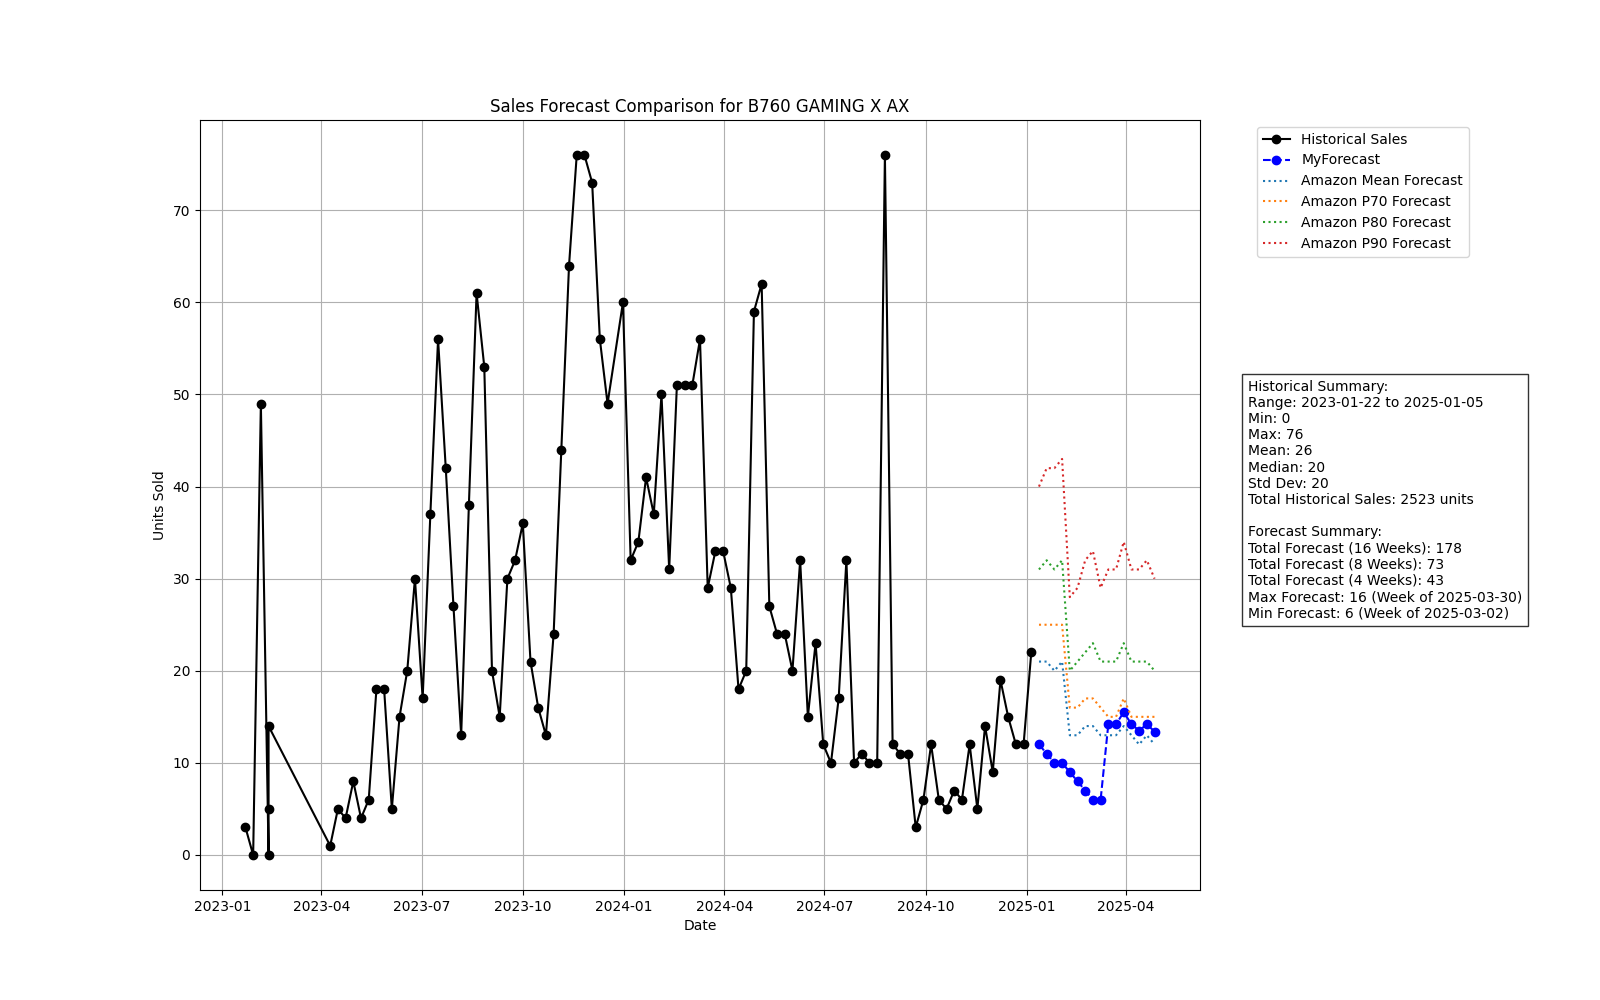 Sales Forecast Comparison for B760 GAMING X AX
Historical Sales
MyForecast
Amazon Mean Forecast
Amazon P70 Forecast
Amazon P80 Forecast
Amazon P90 Forecast
Units Sold
70
60
50
40
30
20
10
0
2023-01
2023-04
2023-07
2023-10
2024-01
2024-04
2024-07
2024-10
2025-01
2025-04
Date
Historical Summary:
Range: 2023-01-22 to 2025-01-05
Min: 0
Max: 76
Mean: 26
Median: 20
Std Dev: 20
Total Historical Sales: 2523 units
Forecast Summary:
Total Forecast (16 Weeks): 178
Total Forecast (8 Weeks): 73
Total Forecast (4 Weeks): 43
Max Forecast: 16 (Week of 2025-03-30)
Min Forecast: 6 (Week of 2025-03-02)